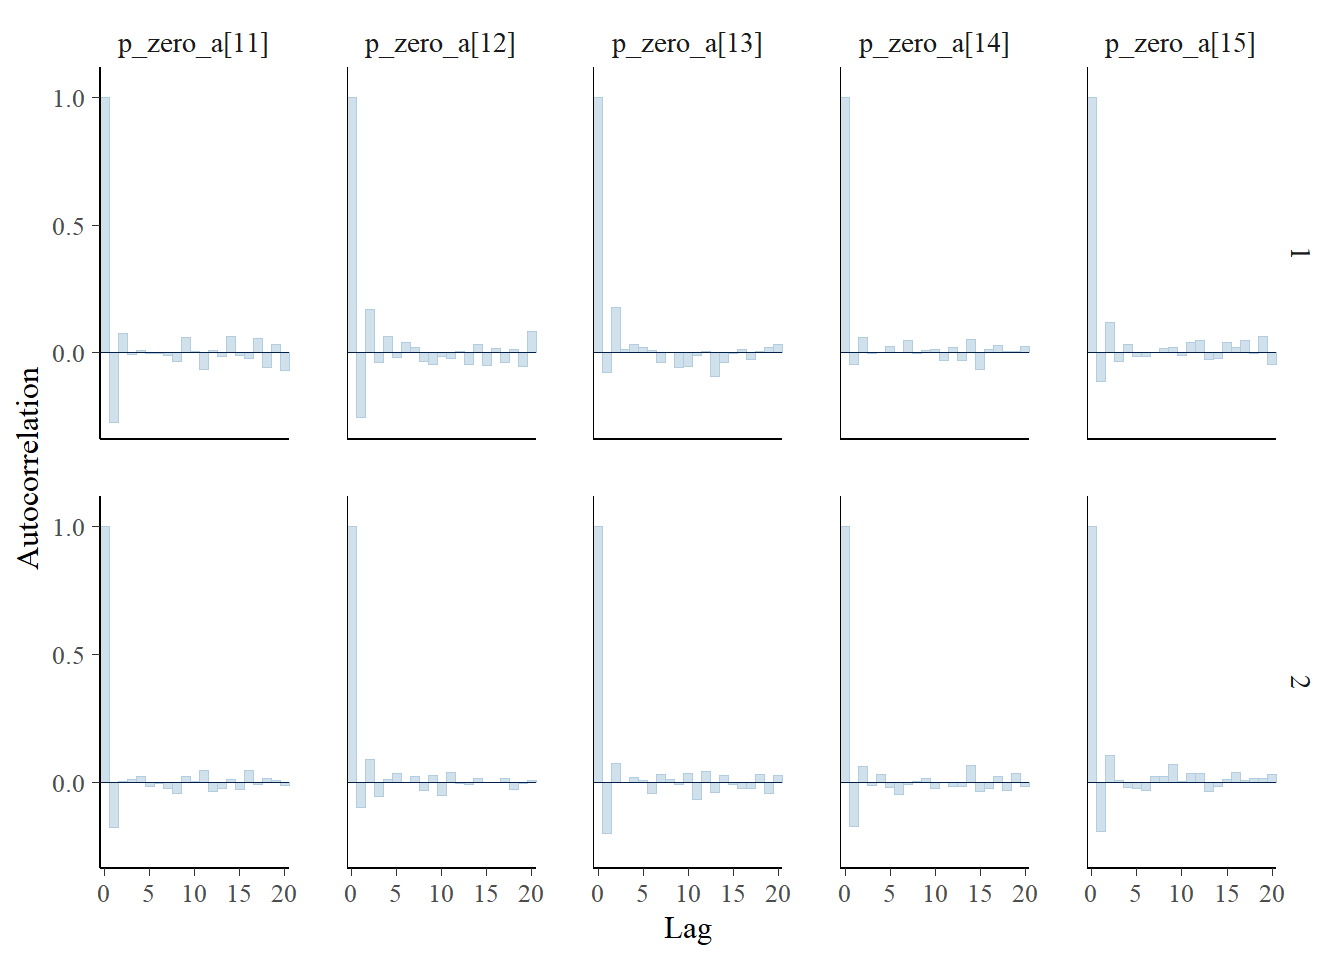 p_zero_a[11] p_zero_a[12] p_zero_a[13] p_zero_a[14] p_zero_a[15]
1.0
0.5
0.0
1
Autocorrelation
1.0
0.5
0.0
2
0 5 10 15 20 0 5 10 15 20 0 5 10 15 20 0 5 10 15 20 0 5 10 15 20
Lag